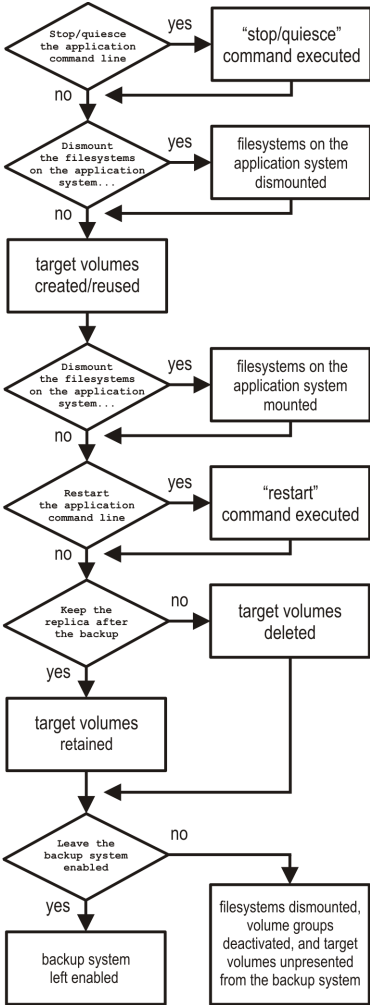 Stop/quiesce
the application
command line
yes
“stop/quiesce”
command executed
no
Dismount
the filesystems
on the application
system...
yes
filesystems on the
application system
dismounted
no
target volumes
created/reused
Dismount
the filesystems
on the application
system...
yes
filesystems on the
application system
mounted
no
Restart
the application
command line
yes
“restart”
command executed
no
Keep the
replica after
the backup
no
target volumes
deleted
yes
target volumes
retained
Leave the
backup system
enabled
no
yes
backup system
left enabled
filesystems dismounted,
volume groups
deactivated, and target
volumes unpresented
from the backup system